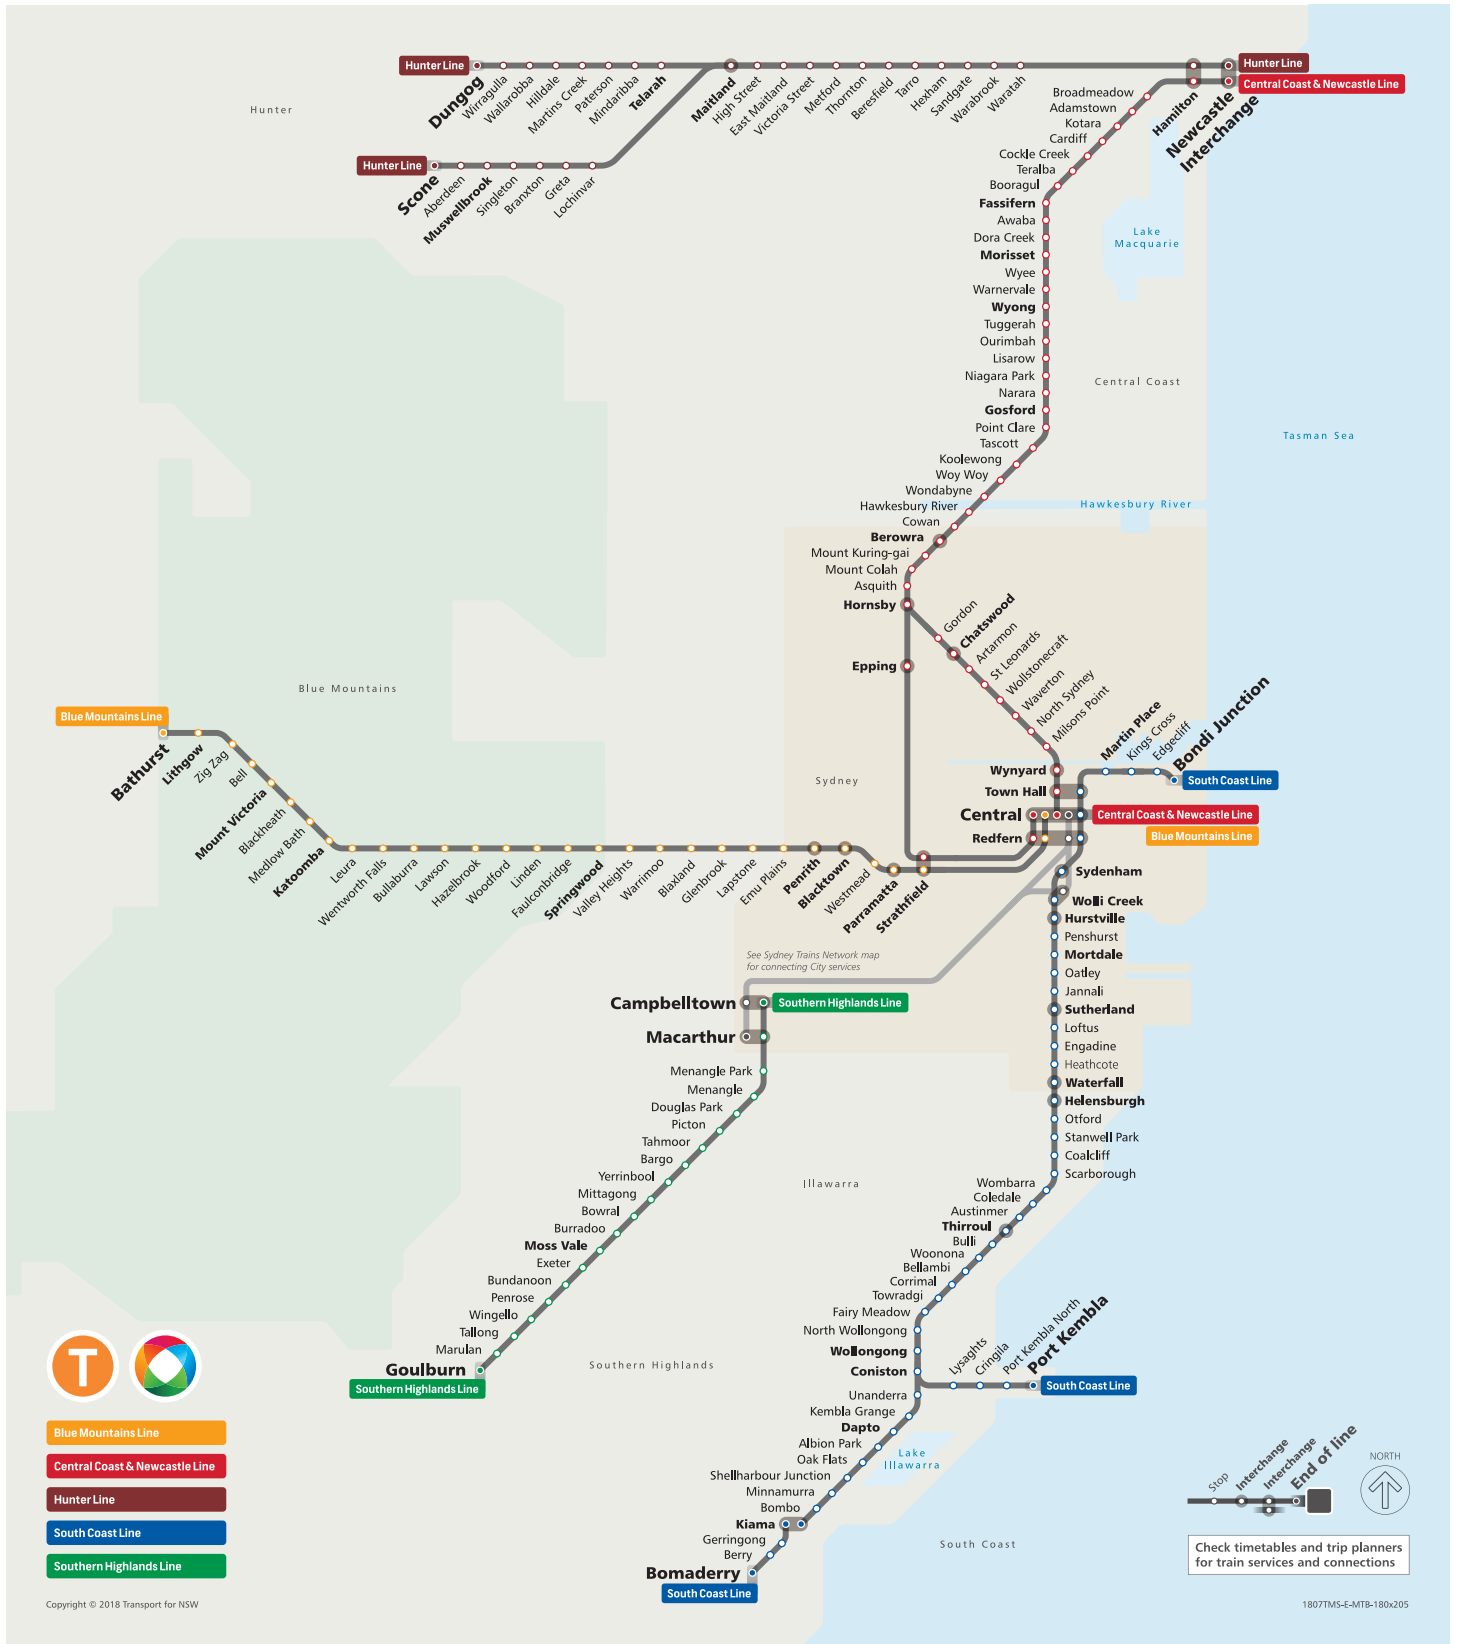 Hunter Line
Dungog
Wirragulla
Wallarobba
Hilldale
Martins Creek
Paterson
Mindaribba
Telarah
Maitland
High Street
East Maitland
Victoria Street
Metford
Thornton
Beresfield
Tarro
Hexham
Sandgate
Warabrook
Waratah
Hamilton
Newcastle
Interchange
Hunter Line
Central Coast & Newcastle Line
Hunter
Hunter Line
Scone
Aberdeen
Muswellbrook
Singleton
Branxton
Greta
Lochinvar
Broadmeadow
Adamstown
Kotara
Cardiff
Cockle Creek
Teralba
Booragul
Fassifern
Awaba
Dora Creek
Morisset
Wyee
Warnervale
Wyong
Tuggerah
Ourimbah
Lisarow
Niagara Park
Narara
Gosford
Point Clare
Tascott
Koolewong
Woy Woy
Wondabyne
Hawkesbury River
Cowan
Berowra
Mount Kuring-gai
Mount Colah
Asquith
Hornsby
Epping
Lake
Macquarie
Central Coast
Tasman Sea
Hawkesbury River
Gordon
Chatswood
Artarmon
St Leonards
Wollstonecraft
Waverton
North Sydney
Milsons Point
Wynyard
Town Hall
Central
Redfern
Martin Place
Kings Cross
Edgecliff
Bondi Junction
South Coast Line
Central Coast & Newcastle Line
Blue Mountains Line
Sydney
Blue Mountains
Blue Mountains Line
Bathurst
Lithgow
Zig Zag
Bell
Mount Victoria
Blackheath
Medlow Bath
Katoomba
Leura
Wentworth Falls
Bullaburra
Lawson
Hazelbrook
Woodford
Linden
Faulconbridge
Springwood
Valley Heights
Warrimoo
Blaxland
Glenbrook
Lapstone
Emu Plains
Penrith
Blacktown
Westmead
Parramatta
Strathfield
See Sydney Trains Network map
for connecting City services
Sydenham
Wolli Creek
Hurstville
Penshurst
Mortdale
Oatley
Jannali
Sutherland
Loftus
Engadine
Heathcote
Waterfall
Helensburgh
Otford
Stanwell Park
Coalcliff
Scarborough
Wombarra
Coledale
Austinmer
Thirroul
Bulli
Woonona
Bellambi
Corrimal
Towradgi
Fairy Meadow
North Wollongong
Wollongong
Coniston
Lysaghts
Cringila
Port Kembla North
Port Kembla
South Coast Line
Unanderra
Kembla Grange
Dapto
Albion Park
Oak Flats
Shellharbour Junction
Minnamurra
Bombo
Kiama
Gerringong
Berry
Bomaderry
South Coast Line
Lake
Illawarra
Illawarra
South Coast
Campbelltown
Southern Highlands Line
Macarthur
Menangle Park
Menangle
Douglas Park
Picton
Tahmoor
Bargo
Yerrinbool
Mittagong
Bowral
Burradoo
Moss Vale
Exeter
Bundanoon
Penrose
Wingello
Tallong
Marulan
Goulburn
Southern Highlands Line
Southern Highlands
T
Blue Mountains Line
Central Coast & Newcastle Line
Hunter Line
South Coast Line
Southern Highlands Line
Copyright © 2018 Transport for NSW
Stop
Interchange
Interchange
End of line
NORTH
Check timetables and trip planners
for train services and connections
1807TMS-E-MTB-180x205